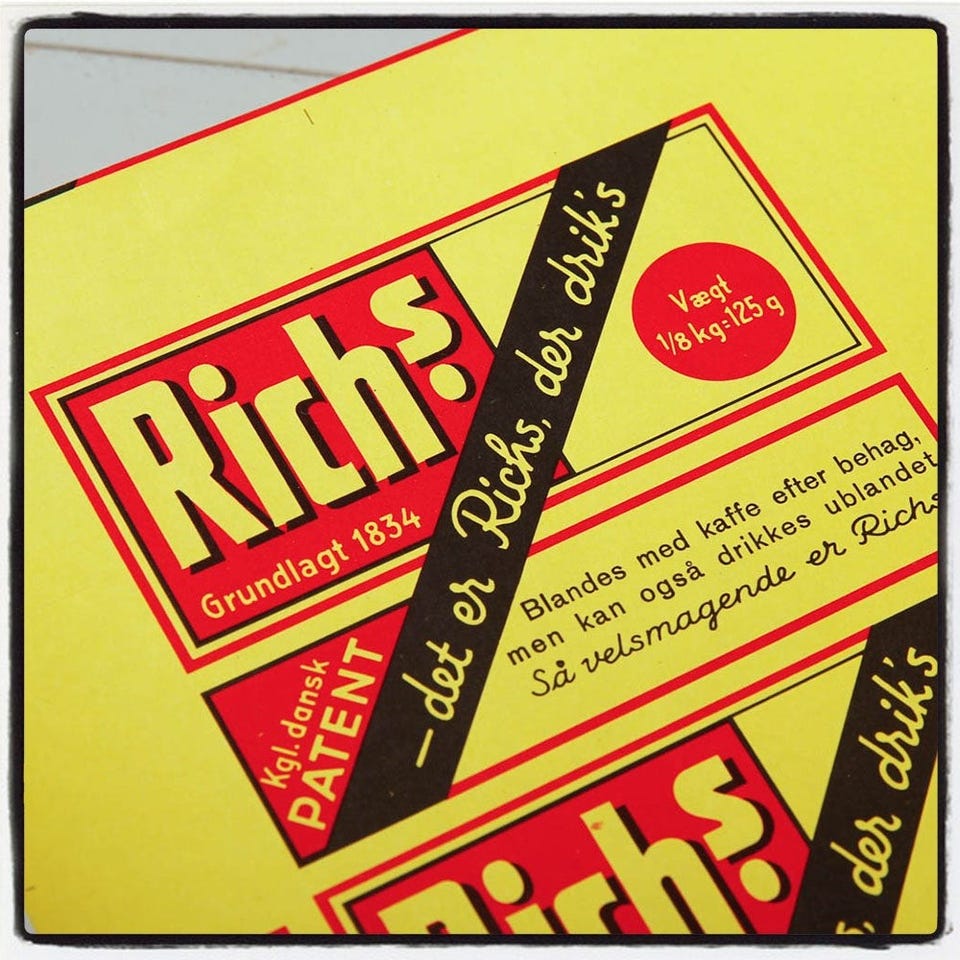 Richs.
Grundlagt 1834
– det er Richs, der drik's
Vægt
1/8 kg=125 g
Blandes med kaffe efter behag,
men kan også drikkes ublandet
Så velsmagende er Richs
Kgl. dansk
PATENT
Richs.
der drik's